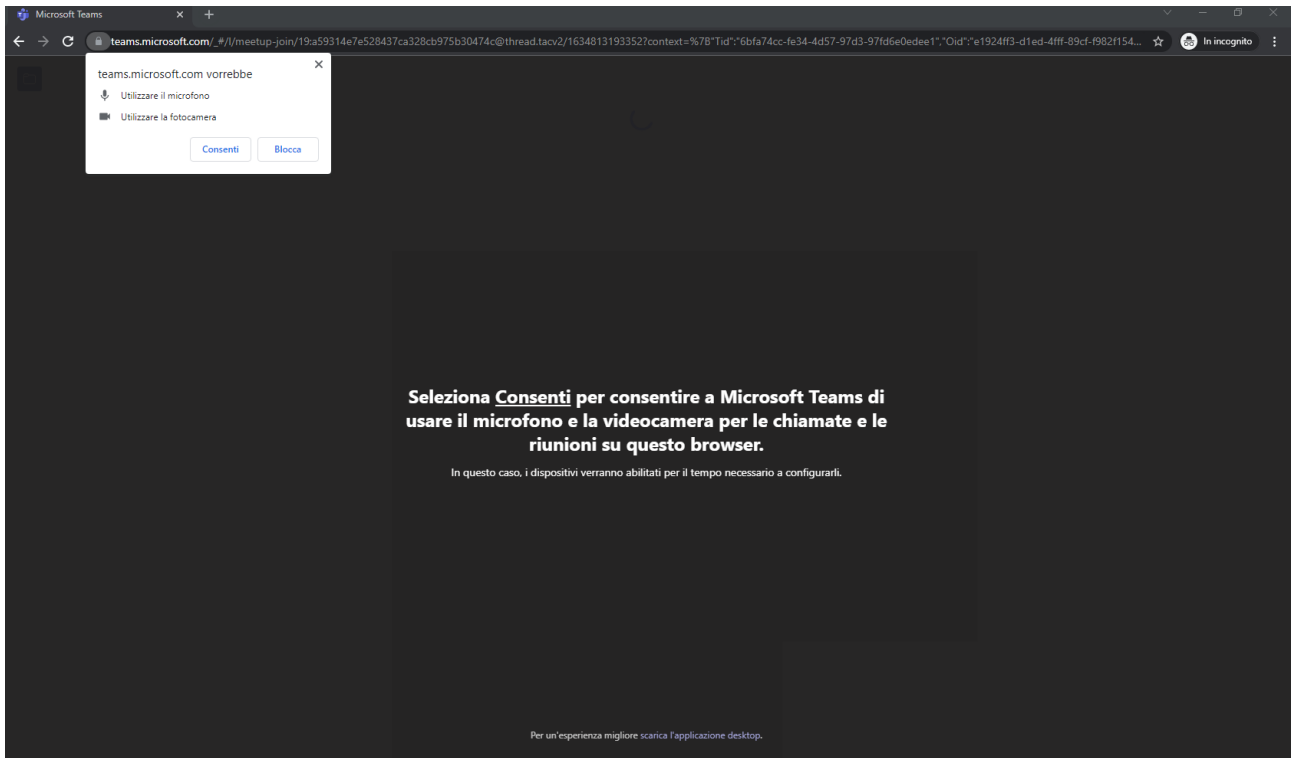 Microsoft Teams
teams.microsoft.com/_#/l/meetup-join/19:a59314e7e528437ca328cb975b30474c@thread.tacv2/1634813193352?context=%7B"Tid":"6bfa74cc-fe34-4d57-97d3-97fd6e0edee1","Oid":"e1924ff3-d1ed-4fff-89cf-f982f154...
In incognito
teams.microsoft.com vorrebbe
Utilizzare il microfono
Utilizzare la fotocamera
Consenti Blocca
Seleziona Consenti per consentire a Microsoft Teams di
usare il microfono e la videocamera per le chiamate e le
riunioni su questo browser.
In questo caso, i dispositivi verranno abilitati per il tempo necessario a configurarli.
Per un'esperienza migliore scarica l'applicazione desktop.